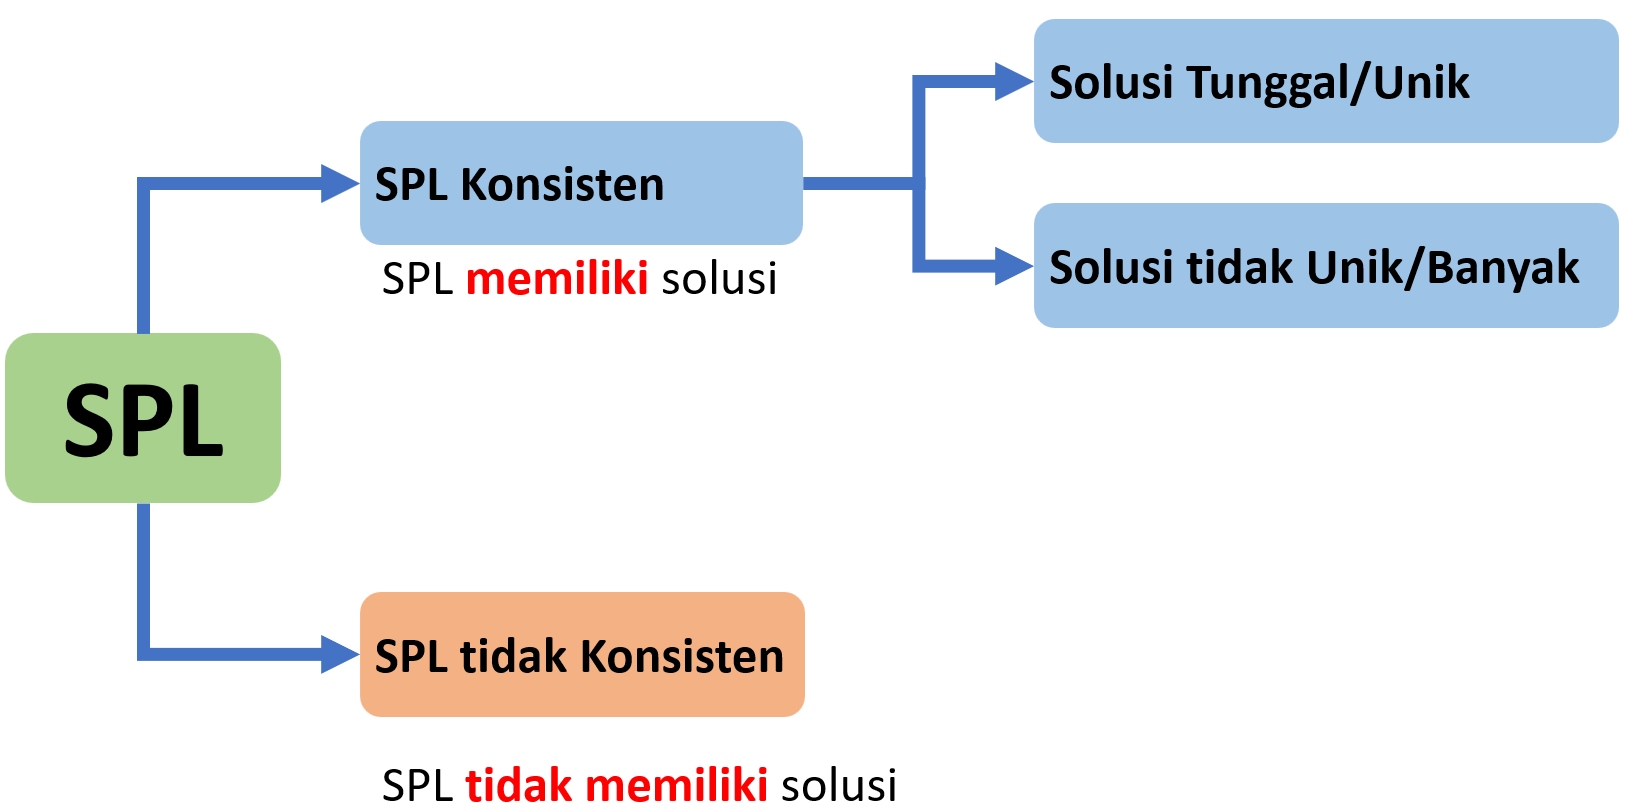 Solusi Tunggal/Unik
SPL Konsisten
SPL memiliki solusi
Solusi tidak Unik/Banyak
SPL
SPL tidak Konsisten
SPL tidak memiliki solusi